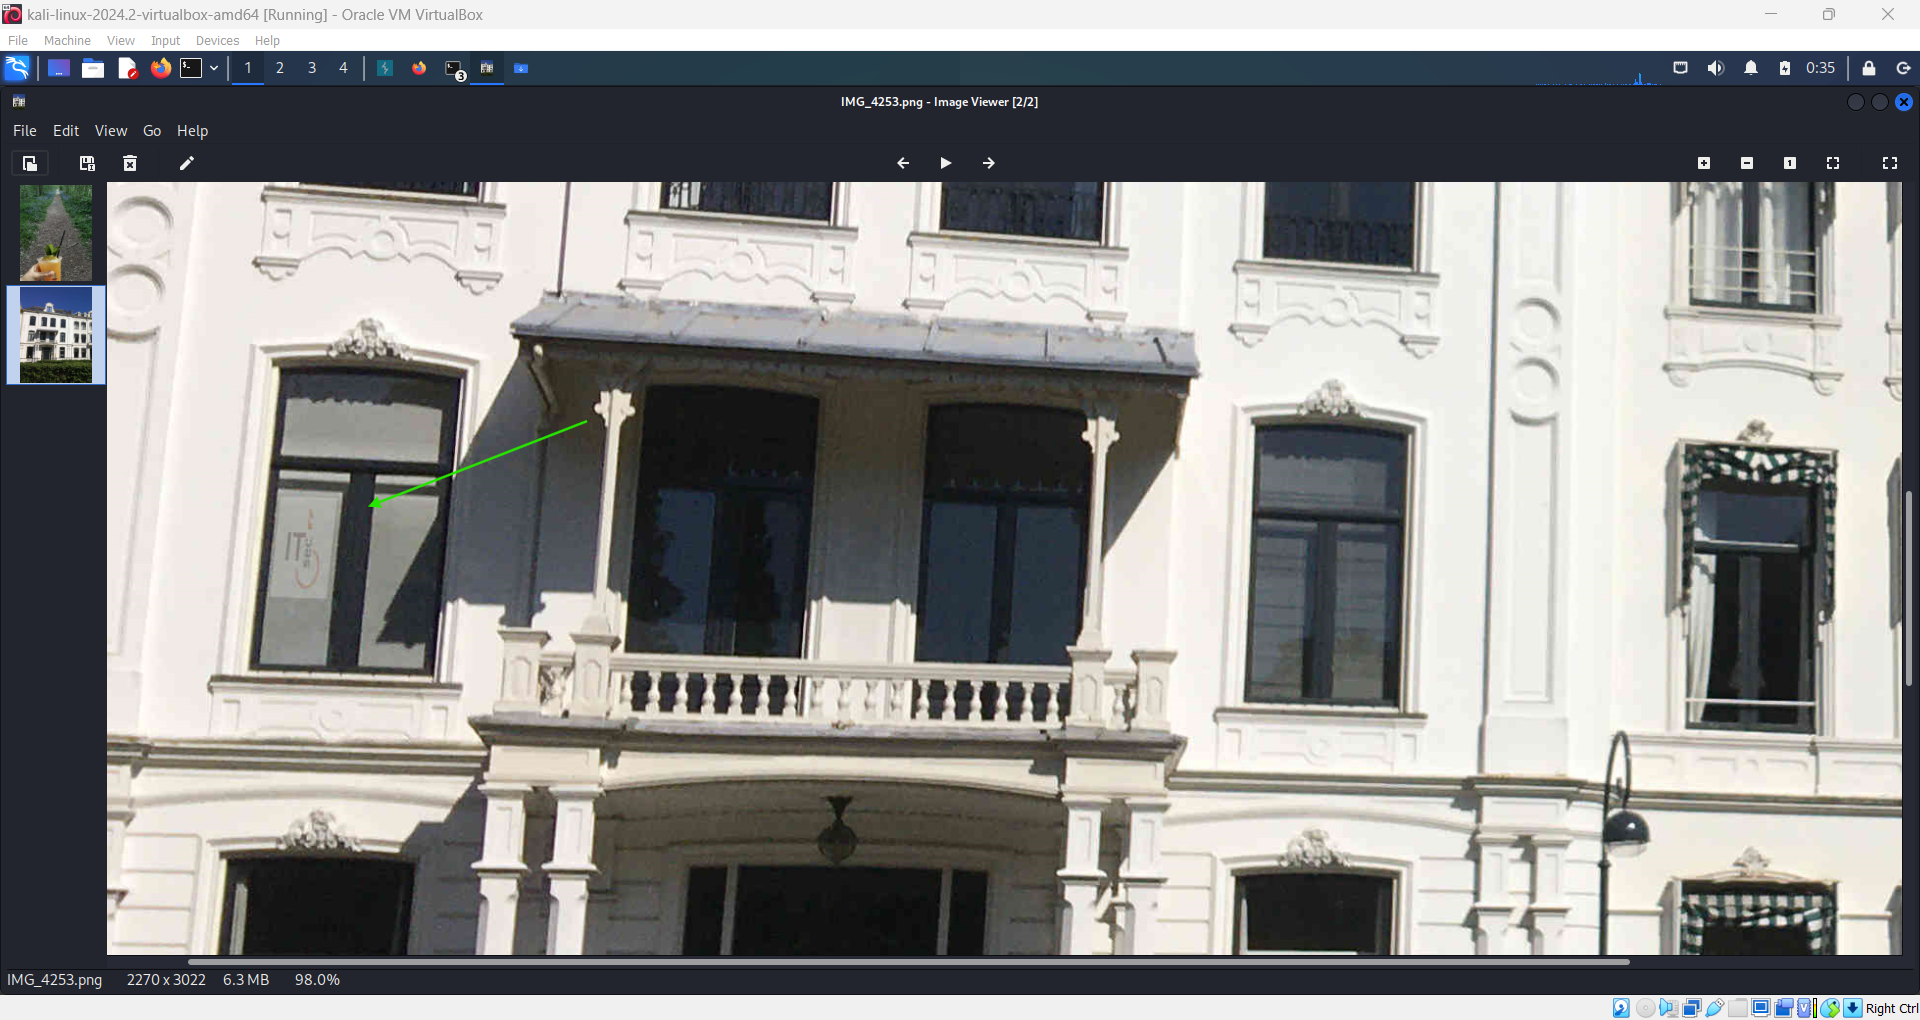 kali-linux-2024.2-virtualbox-amd64 [Running] - Oracle VM VirtualBox
File Machine View Input Devices Help
1 2 3 4 3 0:35
IMG_4253.png - Image Viewer [2/2]
File Edit View Go Help
sec
IMG_4253.png 2270 x 3022 6.3 MB 98.0%
Right Ctrl